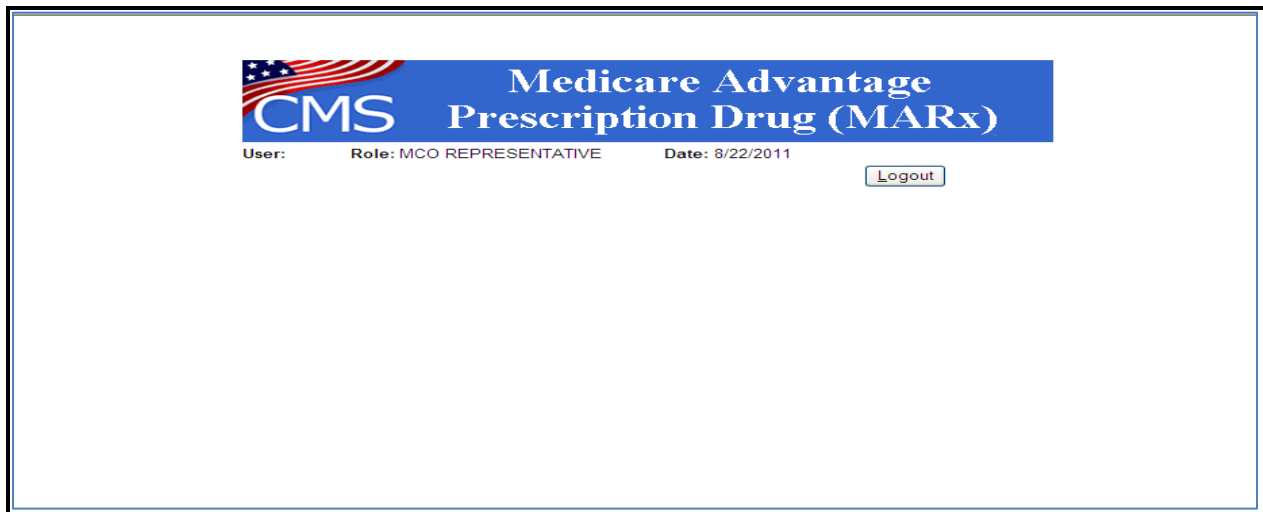 CMS
Medicare Advantage
Prescription Drug (MARx)
User: Role: MCO REPRESENTATIVE Date: 8/22/2011
Logout